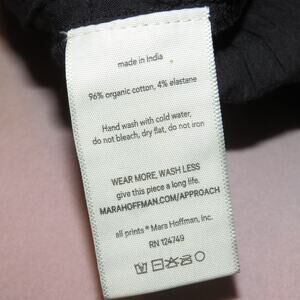 made in India
96% organic cotton, 4% elastane
Hand wash with cold water,
do not bleach, dry flat, do not iron
WEAR MORE, WASH LESS
give this piece a long life.
MARAHOFFMAN.COM/APPROACH
all prints ® Mara Hoffman, Inc.
RN 124749